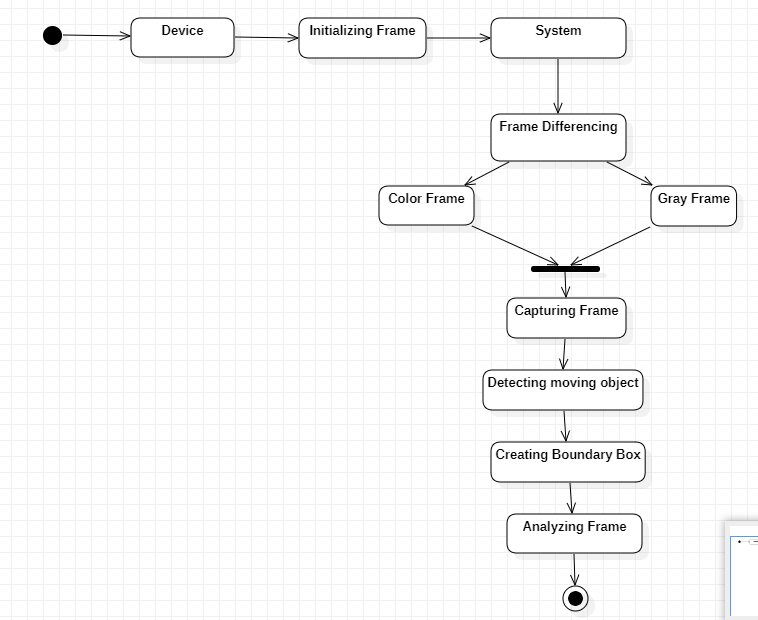 Device
Initializing Frame
System
Frame Differencing
Color Frame
Gray Frame
Capturing Frame
Detecting moving object
Creating Boundary Box
Analyzing Frame